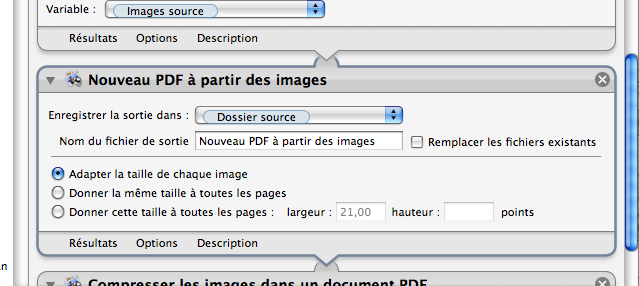 Variable : Images source
Résultats Options Description
Nouveau PDF à partir des images
Enregistrer la sortie dans : Dossier source
Nom du fichier de sortie Nouveau PDF à partir des images Remplacer les fichiers existants
Adapter la taille de chaque image
Donner la même taille à toutes les pages
Donner cette taille à toutes les pages : largeur : 21,00 hauteur : points
Résultats Options Description
an
Compresser les images dans un document PDF